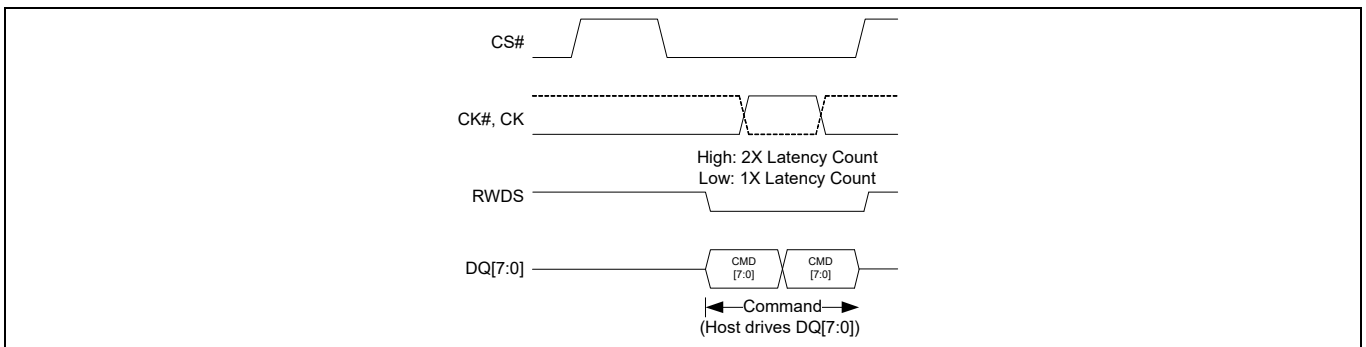 CS#
CK#, CK
High: 2X Latency Count
Low: 1X Latency Count
RWDS
DQ[7:0]
CMD
[7:0]
CMD
[7:0]
Command
(Host drives DQ[7:0])